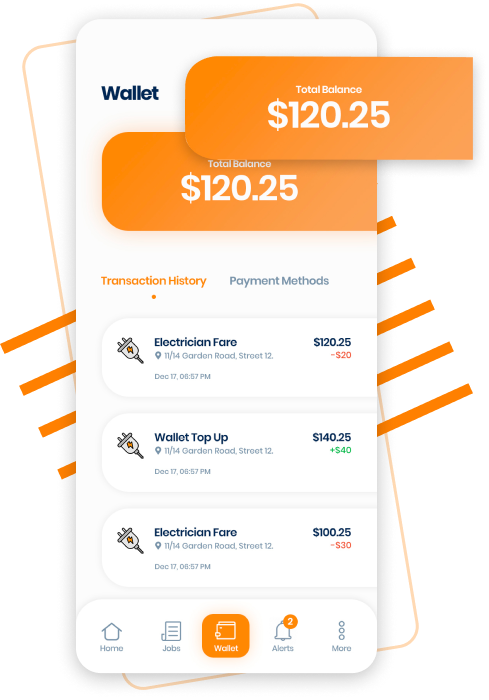 Wallet
Total Balance
$120.25
Total Balance
$120.25
Transaction History Payment Methods
Electrician Fare $120.25
11/14 Garden Road, Street 12. -$20
Dec 17, 06:57 PM
Wallet Top Up $140.25
11/14 Garden Road, Street 12. +$40
Dec 17, 06:57 PM
Electrician Fare $100.25
11/14 Garden Road, Street 12. -$30
Dec 17, 06:57 PM
2
Home Jobs Wallet Alerts More